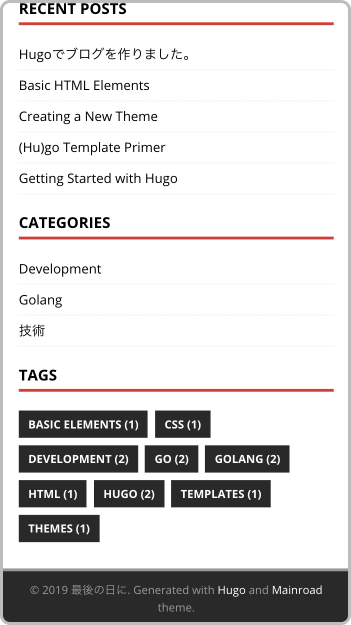 RECENT POSTS
Hugoでブログを作りました。
Basic HTML Elements
Creating a New Theme
(Hu)go Template Primer
Getting Started with Hugo
CATEGORIES
Development
Golang
技術
TAGS
BASIC ELEMENTS (1) CSS (1)
DEVELOPMENT (2) GO (2) GOLANG (2)
HTML (1) HUGO (2) TEMPLATES (1)
THEMES (1)
© 2019 最後の日に. Generated with Hugo and Mainroad
theme.